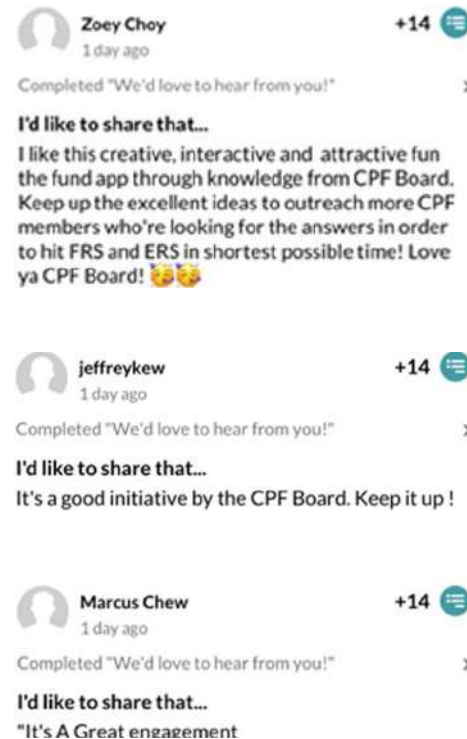 Zoey Choy +14
1 day ago
Completed "We'd love to hear from you!"
I'd like to share that...
I like this creative, interactive and attractive fun
the fund app through knowledge from CPF Board.
Keep up the excellent ideas to outreach more CPF
members who're looking for the answers in order
to hit FRS and ERS in shortest possible time! Love
ya CPF Board! 🥳🥳
jeffreykew +14
1 day ago
Completed "We'd love to hear from you!"
I'd like to share that...
It's a good initiative by the CPF Board. Keep it up !
Marcus Chew +14
1 day ago
Completed "We'd love to hear from you!"
I'd like to share that...
"It's A Great engagement